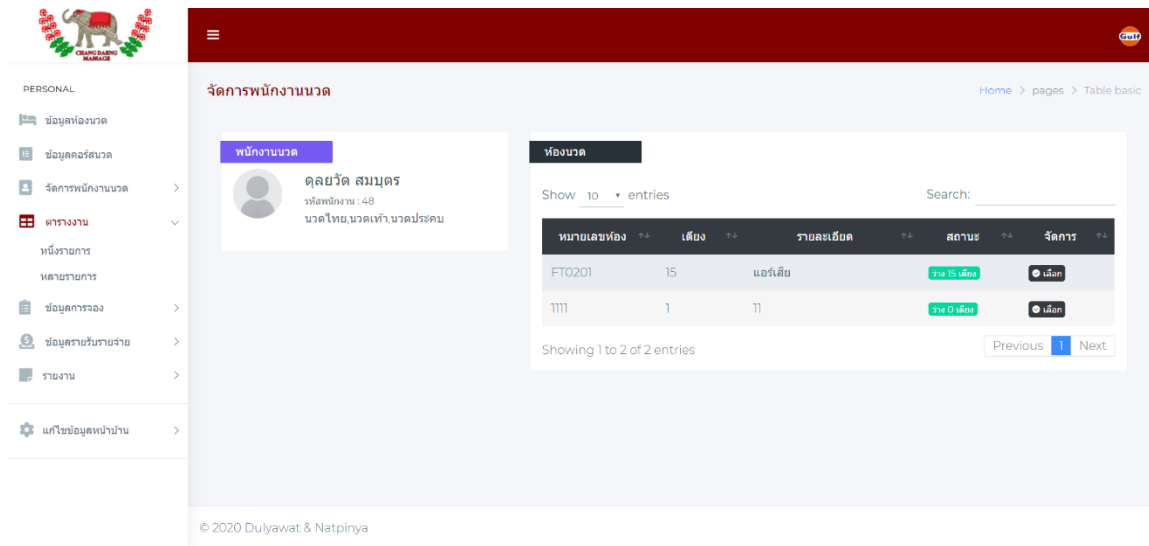 CHANG DAENG
MASSAGE
Gulf
PERSONAL
ข้อมูลห้องนวด
ข้อมูลคอร์สนวด
จัดการพนักงานนวด
ตารางงาน
หนึ่งรายการ
หลายรายการ
ข้อมูลการจอง
ข้อมูลรายรับรายจ่าย
รายงาน
แก้ไขข้อมูลหน้าบ้าน
จัดการพนักงานนวด
Home > pages > Table basic
พนักงานนวด
ดุลยวัต สมบุตร
รหัสพนักงาน : 48
นวดไทย,นวดเท้า,นวดประคบ
ห้องนวด
Show 10 entries Search:
หมายเลขห้อง เตียง รายละเอียด สถานะ จัดการ
FT0201 15 แอร์เสีย ว่าง 15 เตียง เลือก
1111 1 11 ว่าง 0 เตียง เลือก
Showing 1 to 2 of 2 entries Previous 1 Next
© 2020 Dulyawat & Natpinya